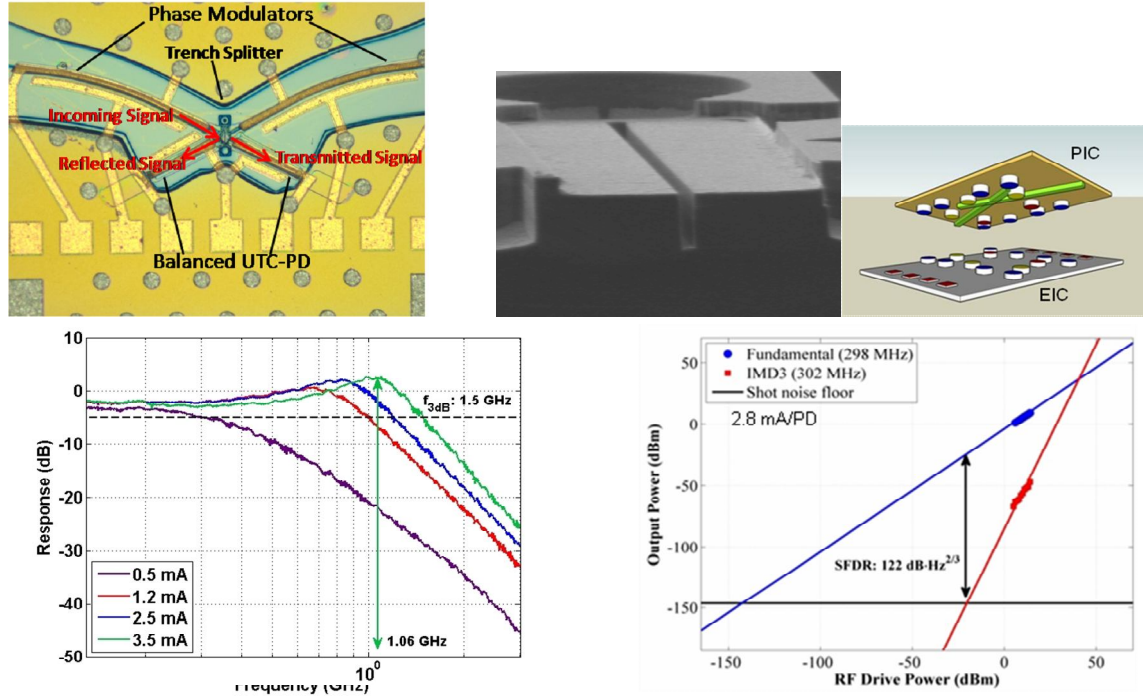 Phase Modulators
Trench Splitter
Incoming Signal
Reflected Signal
Transmitted Signal
Balanced UTC-PD
PIC
EIC
10
0
-10
-20
-30
-40
-50
Response (dB)
f3dB: 1.5 GHz
0.5 mA
1.2 mA
2.5 mA
3.5 mA
1.06 GHz
10⁰
Frequency (GHz)
50
0
-50
-100
-150
Output Power (dBm)
Fundamental (298 MHz)
IMD3 (302 MHz)
Shot noise floor
2.8 mA/PD
SFDR: 122 dB·Hz2/3
-150
-100
-50
0
50
RF Drive Power (dBm)